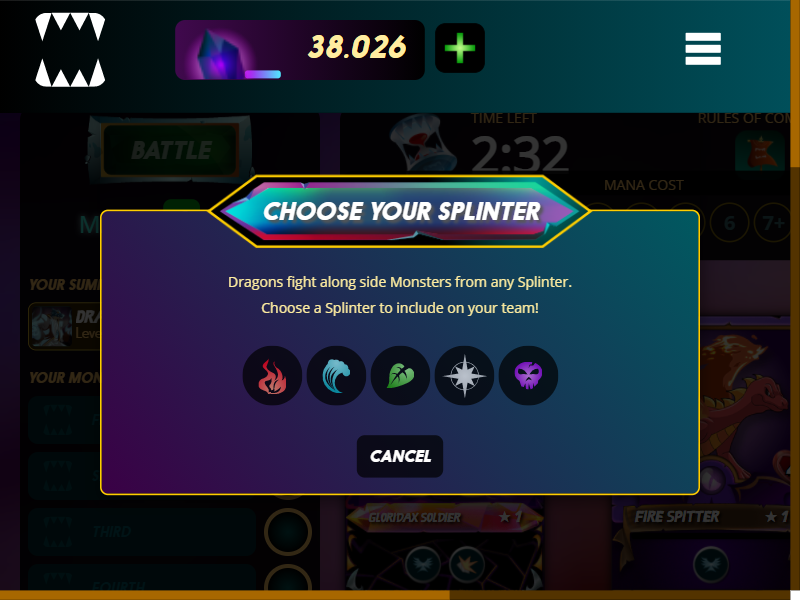 38.026
TIME LEFT
RULES OF COM
BATTLE
2:32
MANA COST
CHOOSE YOUR SPLINTER
M
6
7+
Dragons fight along side Monsters from any Splinter.
YOUR SUM
Choose a Splinter to include on your team!
DRA
Leve
YOUR MON
CANCEL
GLORIDAX SOLDIER
★ 1
FIRE SPITTER
★ 1
THIRD
FOURTH